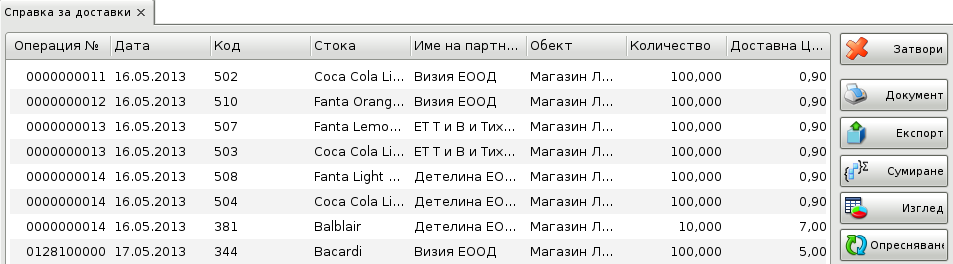 Справка за доставки ×
Операция № Дата Код Стока Име на партн... Обект Количество Доставна Ц...
0000000011 16.05.2013 502 Coca Cola Li... Визия ЕООД Магазин Л... 100,000 0,90
0000000012 16.05.2013 510 Fanta Orang... Визия ЕООД Магазин Л... 100,000 0,90
0000000013 16.05.2013 507 Fanta Lemo... ЕТ Т и В и Тих... Магазин Л... 100,000 0,90
0000000013 16.05.2013 503 Coca Cola Li... ЕТ Т и В и Тих... Магазин Л... 100,000 0,90
0000000014 16.05.2013 508 Fanta Light ... Детелина ЕО... Магазин Л... 100,000 0,90
0000000014 16.05.2013 504 Coca Cola Li... Детелина ЕО... Магазин Л... 100,000 0,90
0000000014 16.05.2013 381 Balblair Детелина ЕО... Магазин Л... 10,000 7,00
0128100000 17.05.2013 344 Bacardi Визия ЕООД Магазин Л... 100,000 5,00
Затвори
Документ
Експорт
Сумиране
Изглед
Опресняване